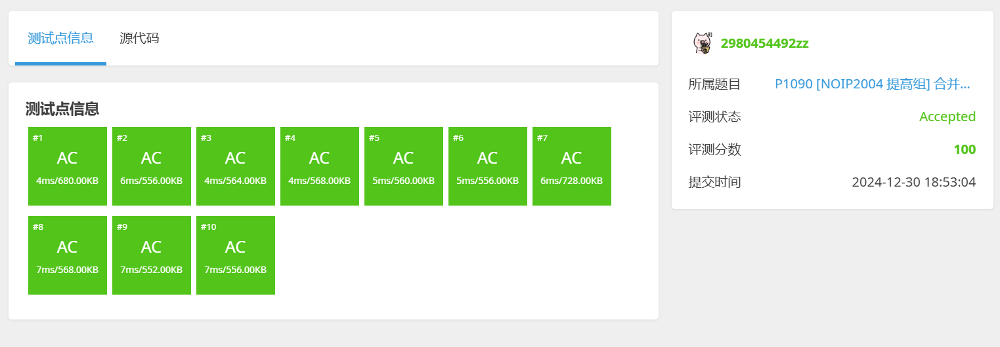 测试点信息 源代码
测试点信息
#1 #2 #3 #4 #5 #6 #7
AC AC AC AC AC AC AC
4ms/680.00KB 6ms/556.00KB 4ms/564.00KB 4ms/568.00KB 5ms/560.00KB 5ms/556.00KB 6ms/728.00KB
#8 #9 #10
AC AC AC
7ms/568.00KB 7ms/552.00KB 7ms/556.00KB
2980454492zz
所属题目 P1090 [NOIP2004 提高组] 合并...
评测状态 Accepted
评测分数 100
提交时间 2024-12-30 18:53:04